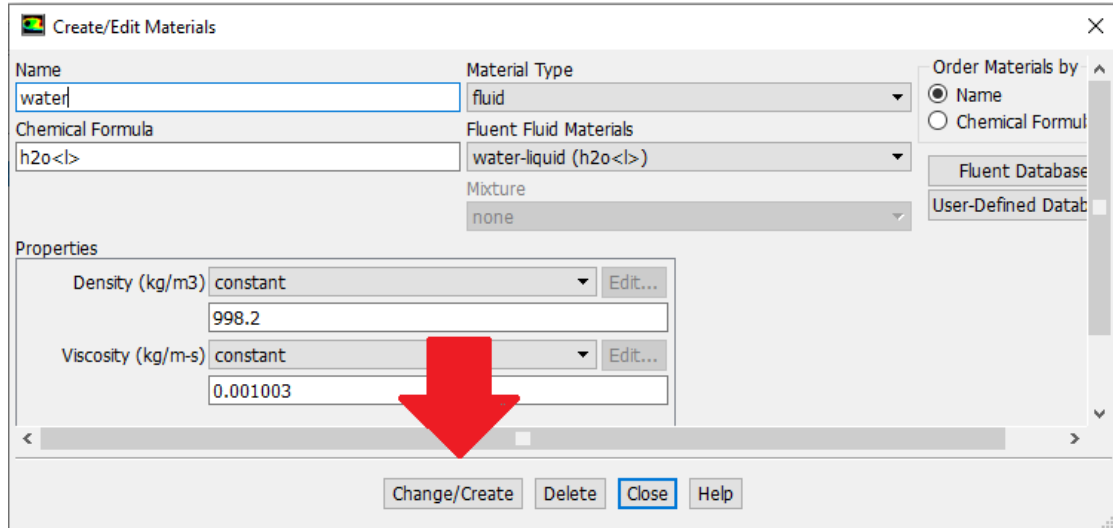 Create/Edit Materials
Name
water
Chemical Formula
h2o<l>
Material Type
fluid
Fluent Fluid Materials
water-liquid (h2o<l>)
Mixture
none
Order Materials by
Name
Chemical Formul
Fluent Database
User-Defined Datab
Properties
Density (kg/m3) constant Edit...
998.2
Viscosity (kg/m-s) constant Edit...
0.001003
Change/Create Delete Close Help